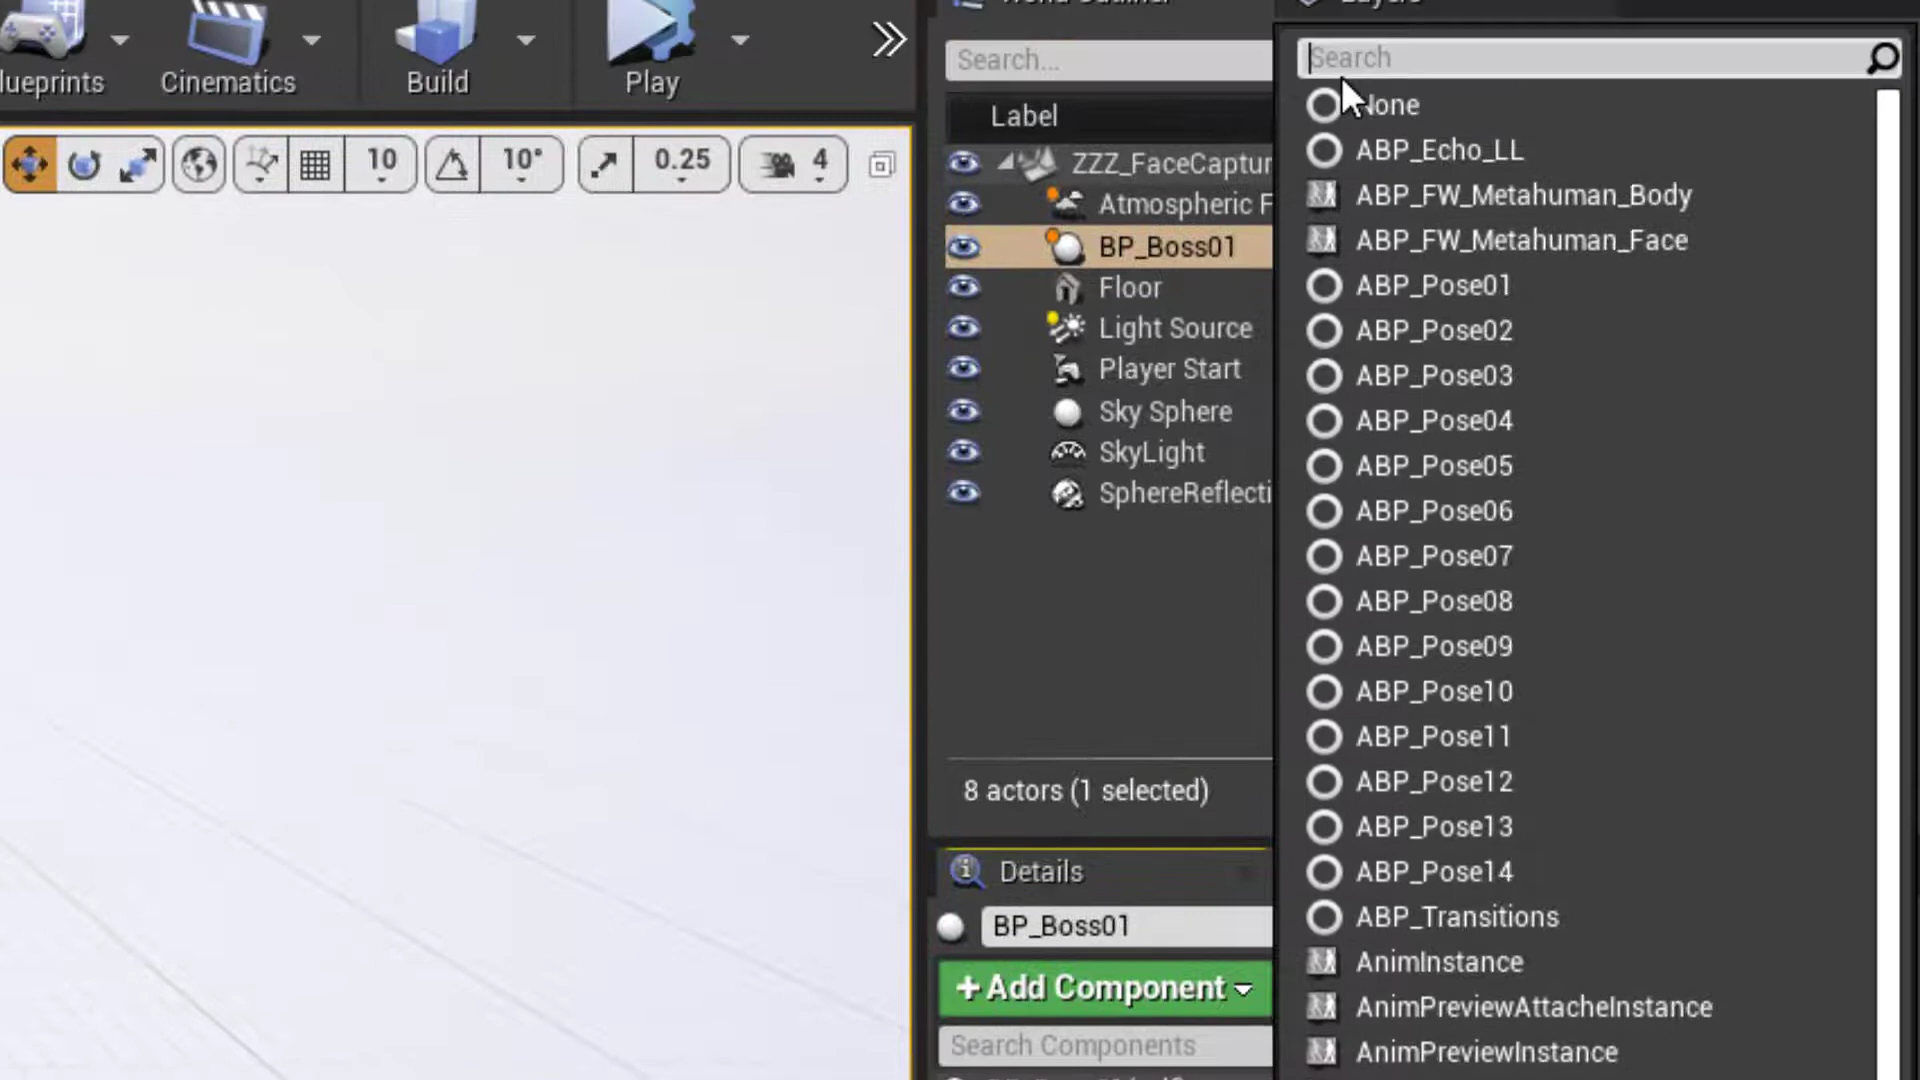 lueprints
Cinematics
Build
Play
10
10°
0.25
4
Search...
Label
ZZZ_FaceCaptur
Atmospheric F
BP_Boss01
Floor
Light Source
Player Start
Sky Sphere
SkyLight
SphereReflecti
8 actors (1 selected)
Details
BP_Boss01
+ Add Component
Search Components
Search
None
ABP_Echo_LL
ABP_FW_Metahuman_Body
ABP_FW_Metahuman_Face
ABP_Pose01
ABP_Pose02
ABP_Pose03
ABP_Pose04
ABP_Pose05
ABP_Pose06
ABP_Pose07
ABP_Pose08
ABP_Pose09
ABP_Pose10
ABP_Pose11
ABP_Pose12
ABP_Pose13
ABP_Pose14
ABP_Transitions
AnimInstance
AnimPreviewAttacheInstance
AnimPreviewInstance